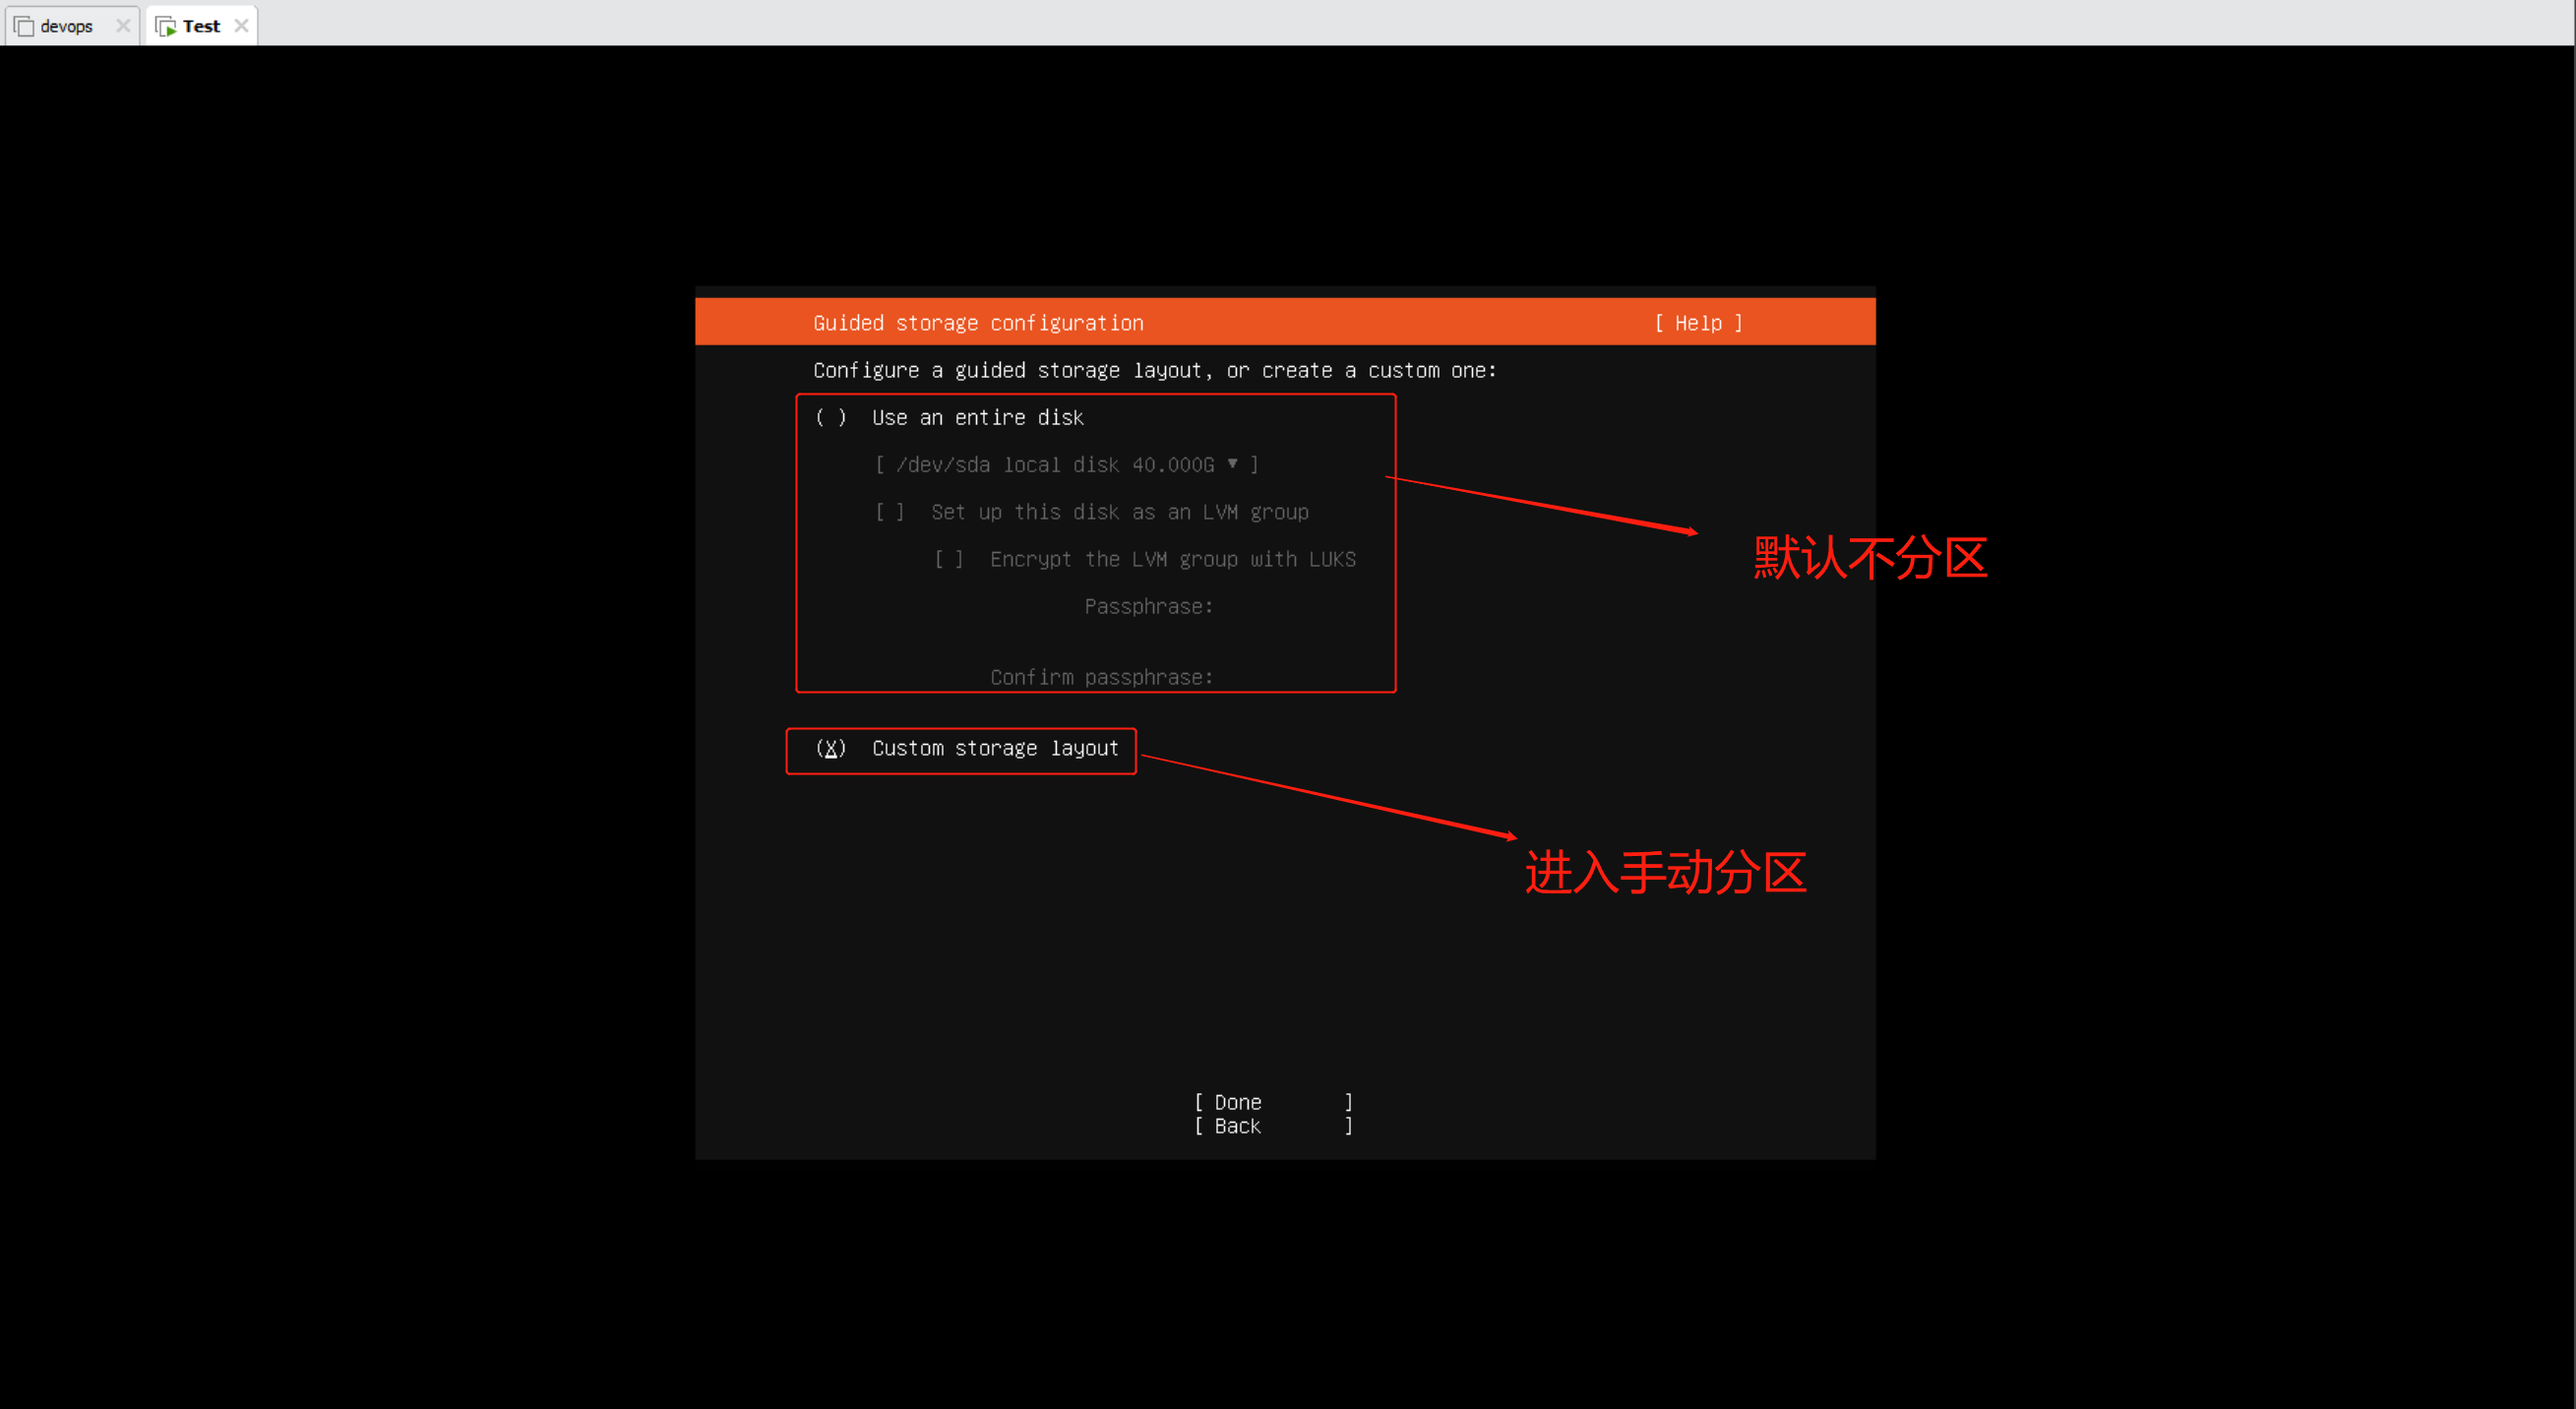 devops
Test
Guided storage configuration [ Help ]
Configure a guided storage layout, or create a custom one:
( ) Use an entire disk
[ /dev/sda local disk 40.000G ▾ ]
[ ] Set up this disk as an LVM group
默认不分区
[ ] Encrypt the LVM group with LUKS
Passphrase:
Confirm passphrase:
(X) Custom storage layout
进入手动分区
[ Done ]
[ Back ]